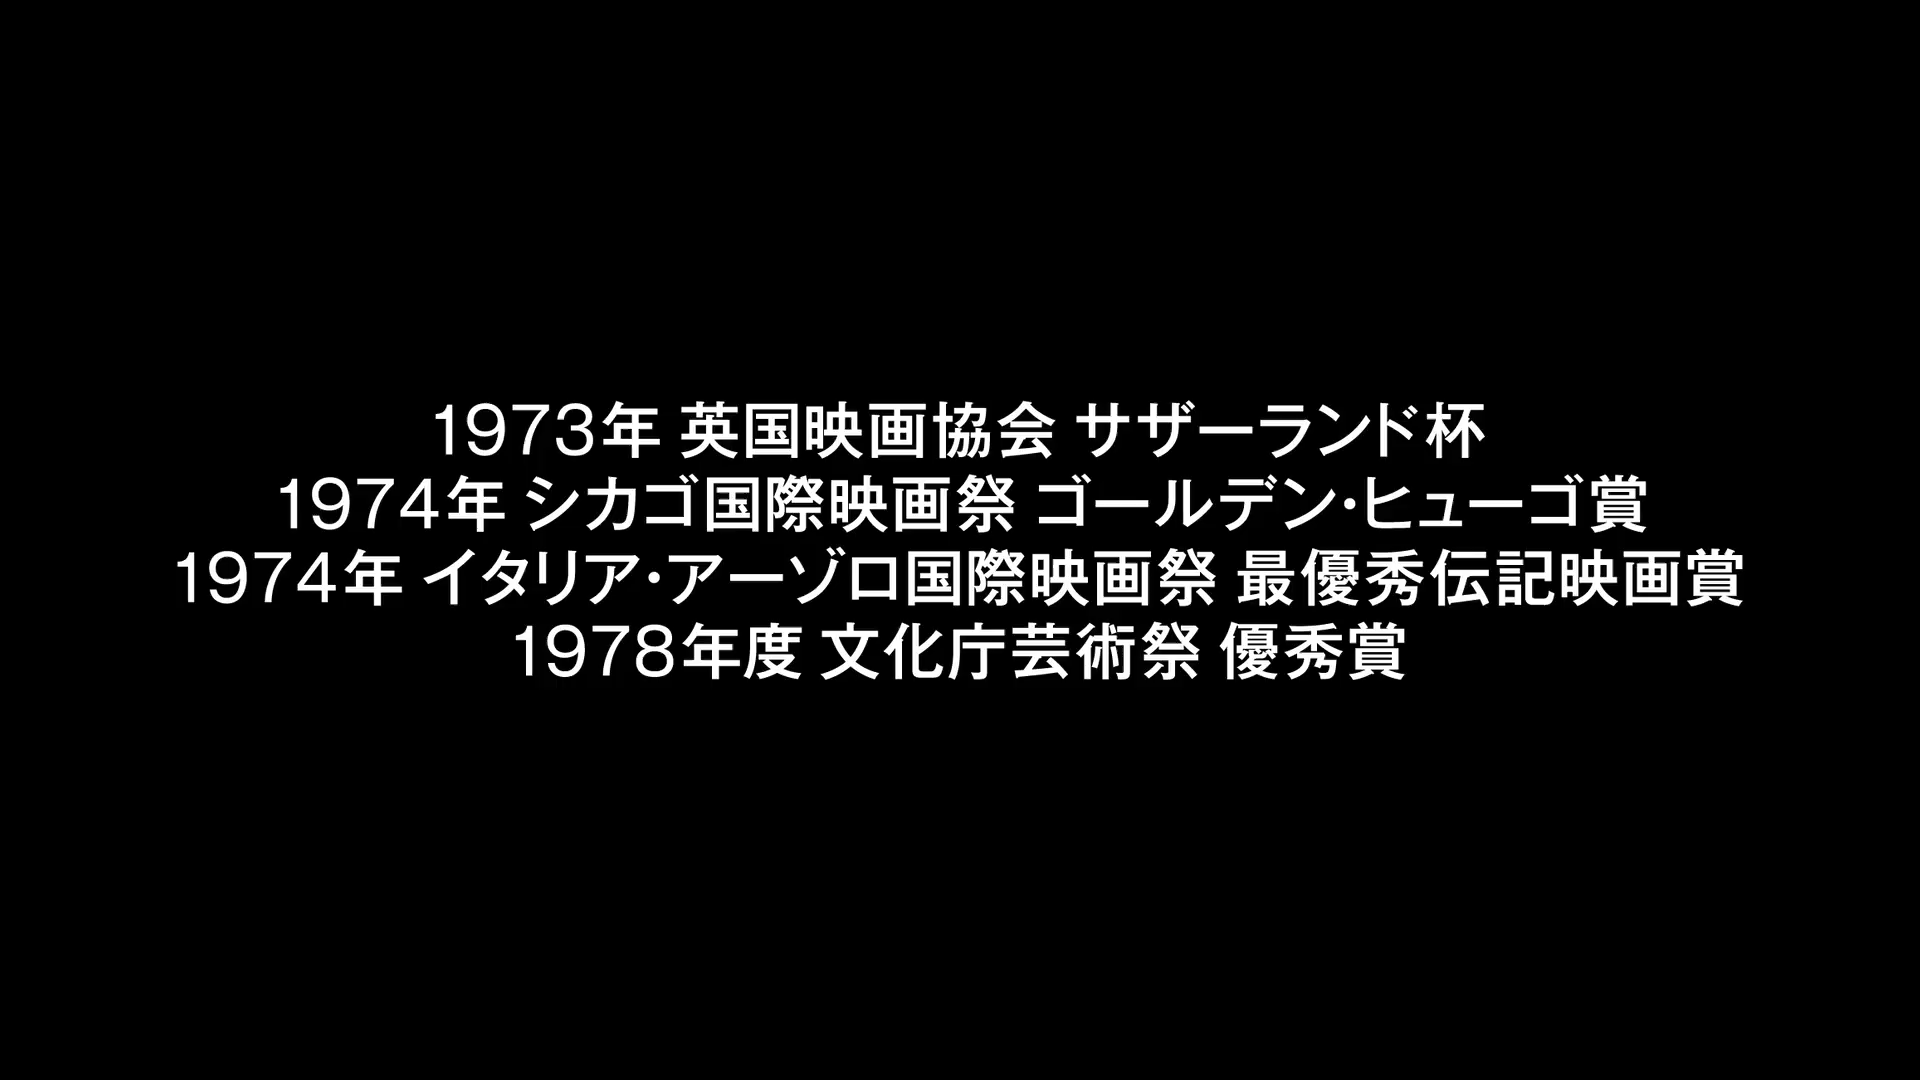 1973年 英国映画協会 サザーランド杯
1974年 シカゴ国際映画祭 ゴールデン・ヒューゴ賞
1974年 イタリア・アーゾロ国際映画祭 最優秀伝記映画賞
1978年度 文化庁芸術祭 優秀賞